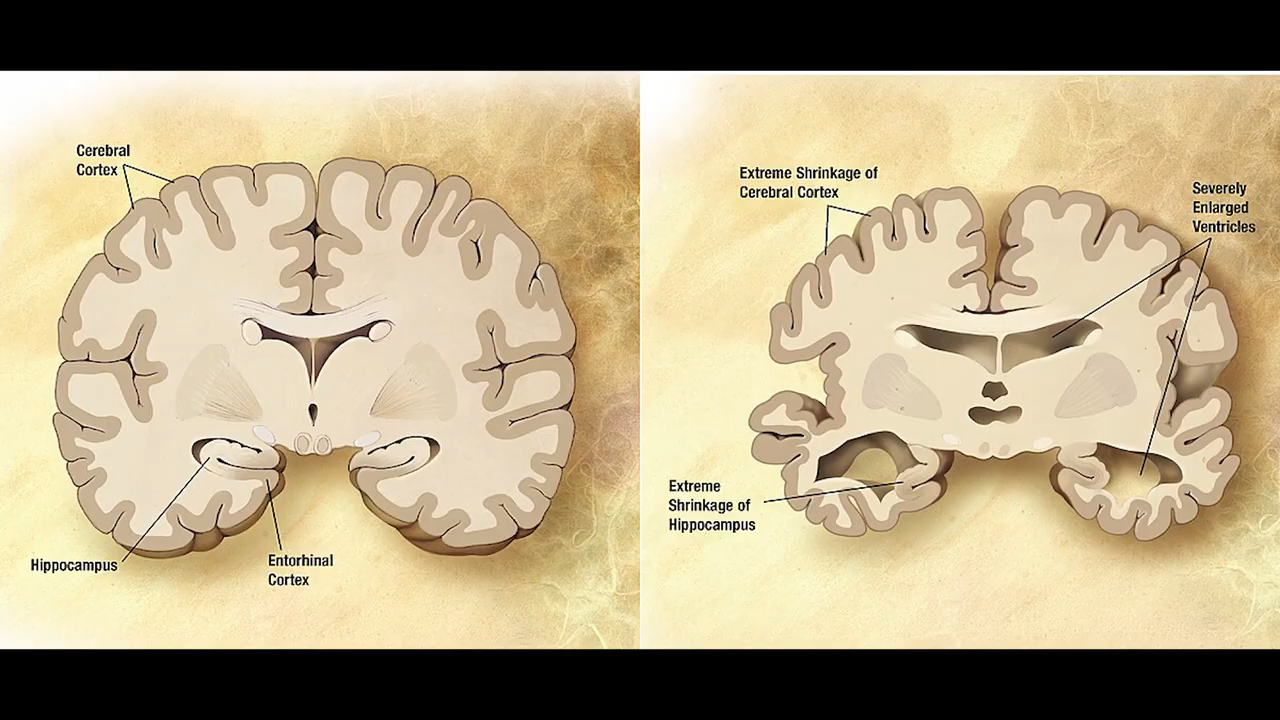 Cerebral
Cortex
Hippocampus
Entorhinal
Cortex
Extreme Shrinkage of
Cerebral Cortex
Severely
Enlarged
Ventricles
Extreme
Shrinkage of
Hippocampus